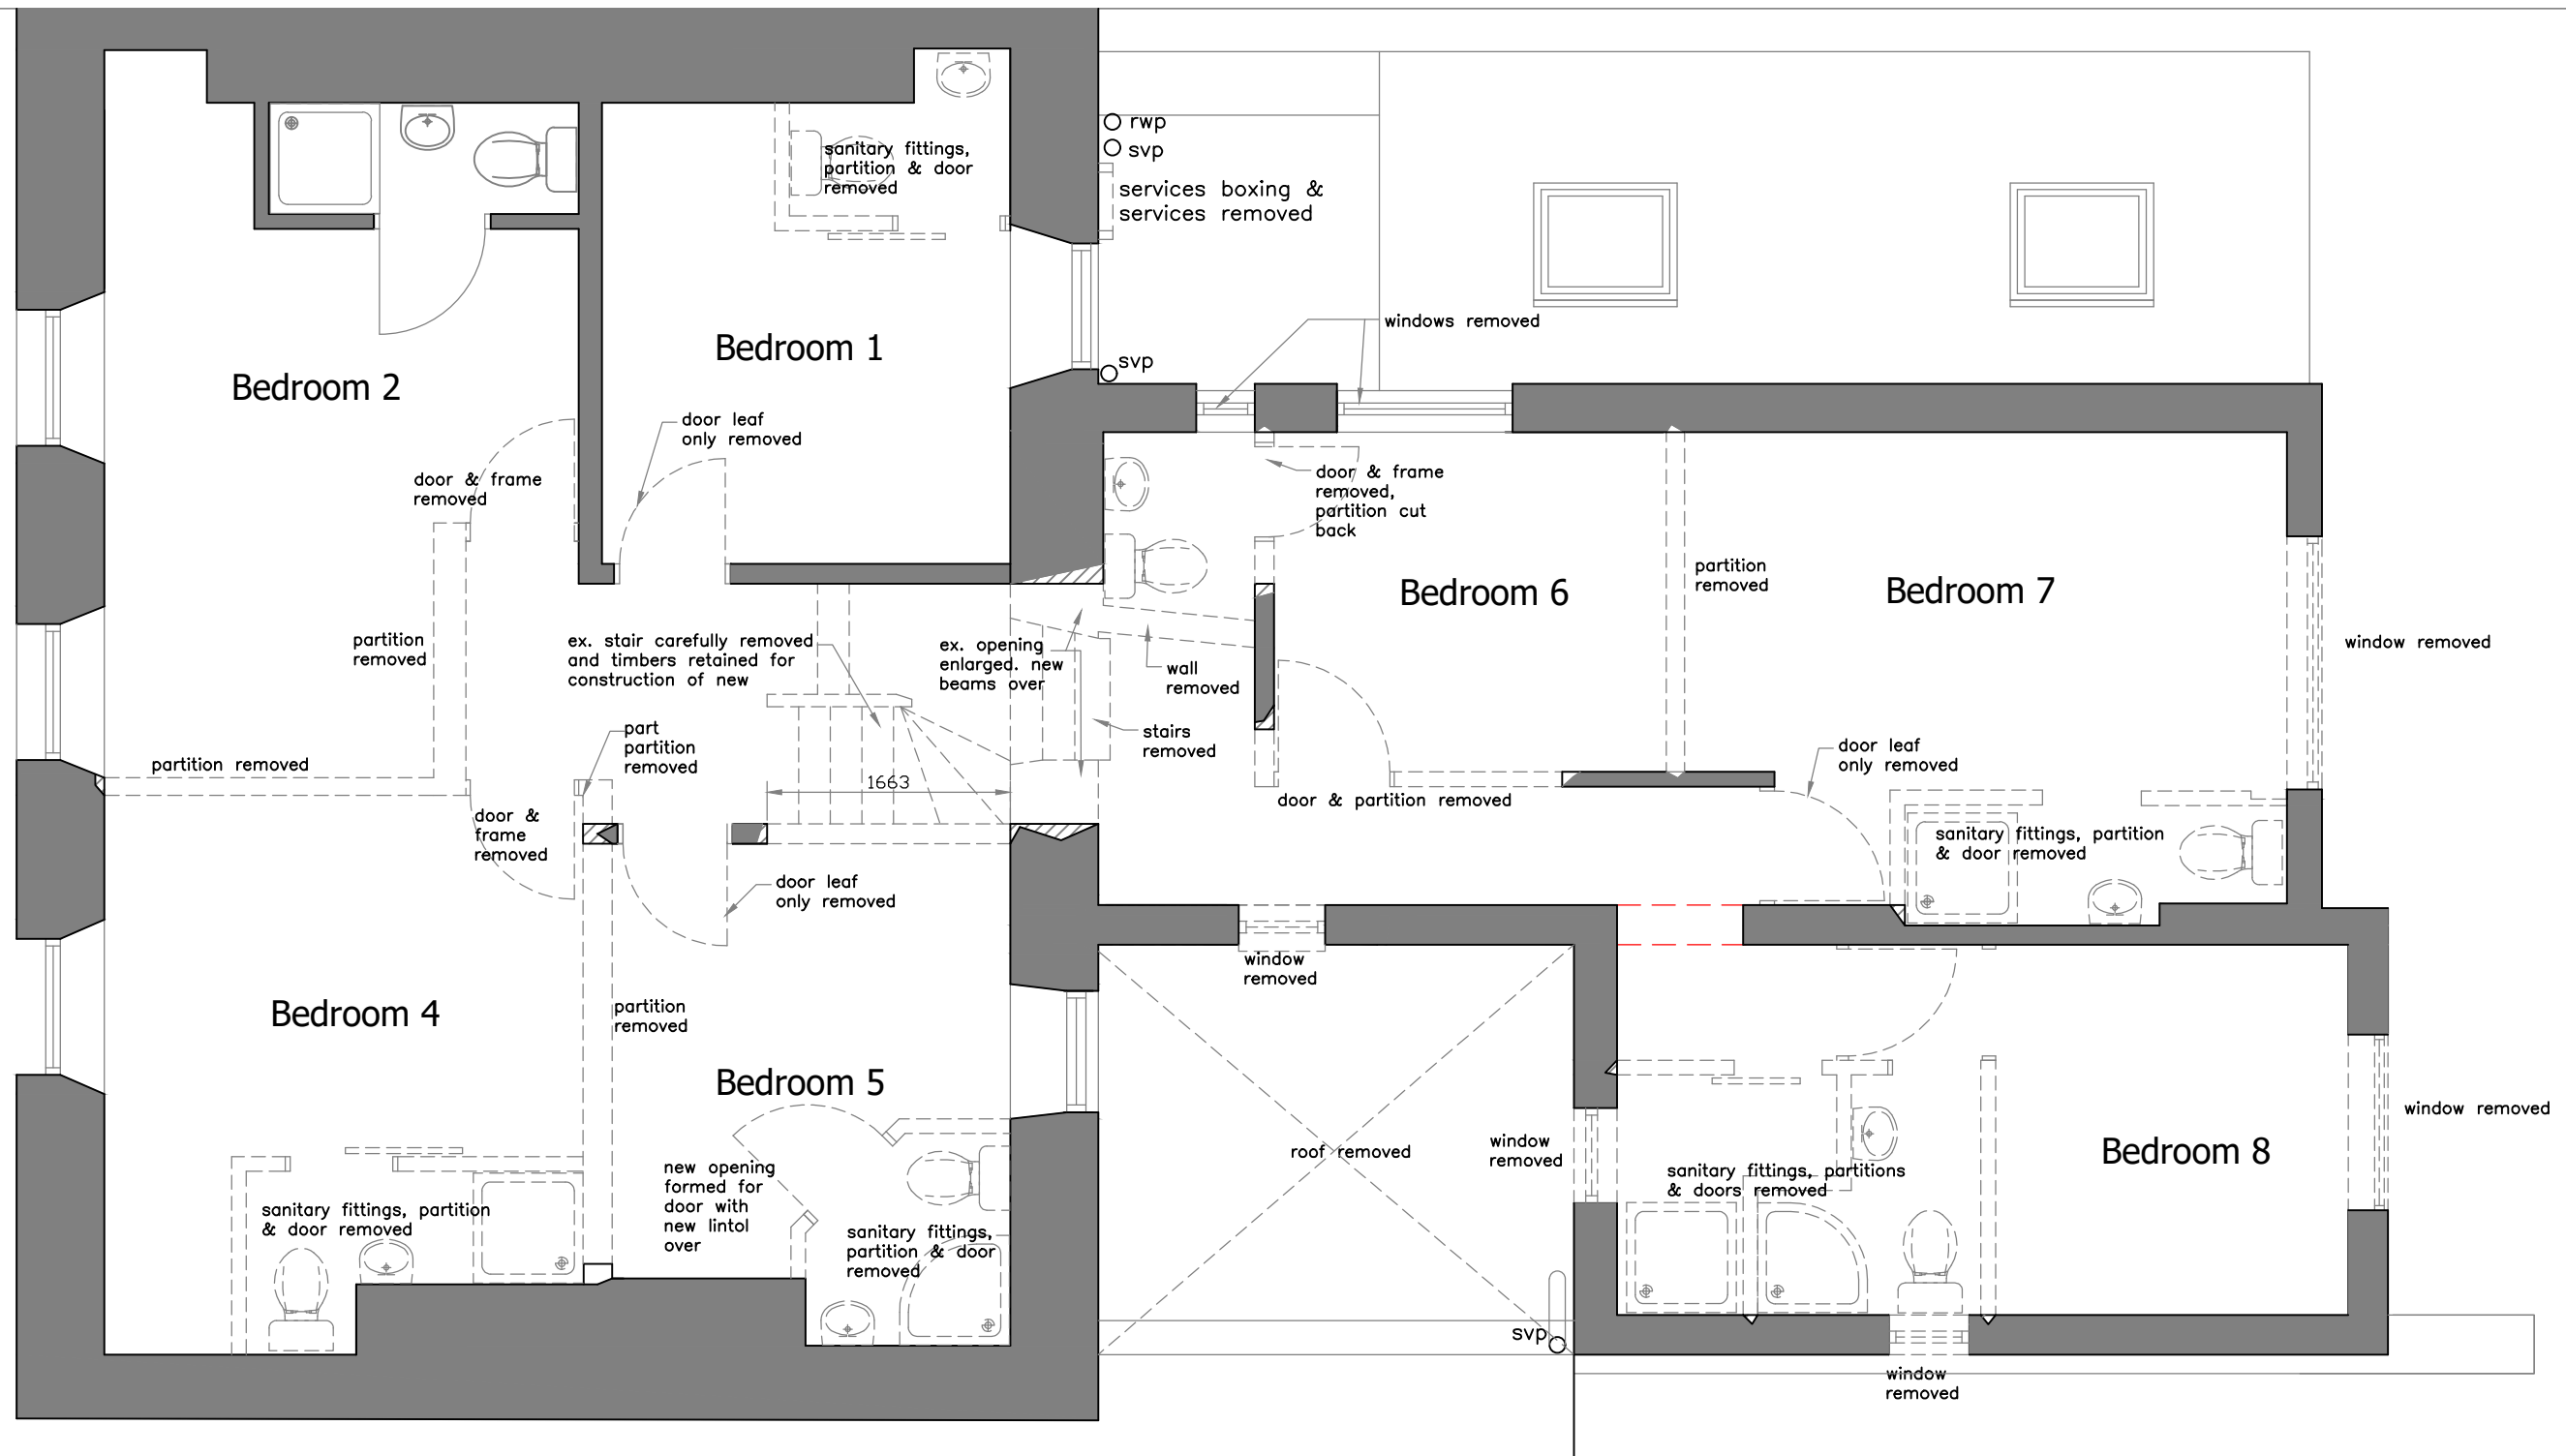 rwp
svp
sanitary fittings,
partition & door
removed
services boxing &
services removed
windows removed
Bedroom 1
svp
Bedroom 2
door leaf
only removed
door & frame
removed
door & frame
removed,
partition cut
back
partition
removed
Bedroom 6
Bedroom 7
window removed
partition
removed
ex. stair carefully removed
and timbers retained for
construction of new
ex. opening
enlarged. new
beams over
wall
removed
stairs
removed
part
partition
removed
partition removed
1663
door leaf
only removed
door & partition removed
door &
frame
removed
sanitary fittings, partition
& door removed
door leaf
only removed
window
removed
Bedroom 4
partition
removed
Bedroom 5
window removed
roof removed
window
removed
Bedroom 8
new opening
formed for
door with
new lintol
over
sanitary fittings, partitions
& doors removed
sanitary fittings, partition
& door removed
sanitary fittings,
partition & door
removed
svp
window
removed